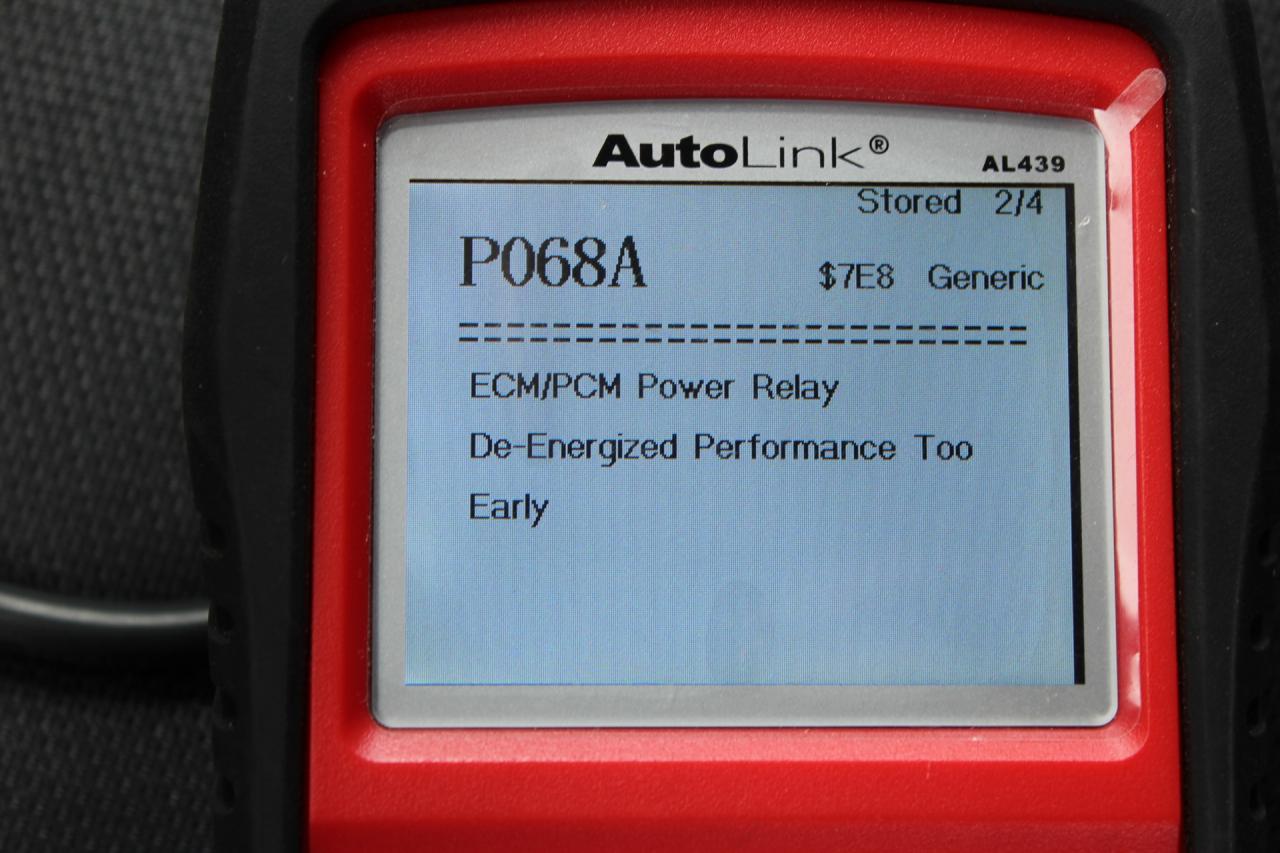 AutoLink®
AL439
Stored 2/4
P068A
$7E8 Generic
==========================
ECM/PCM Power Relay
De-Energized Performance Too
Early